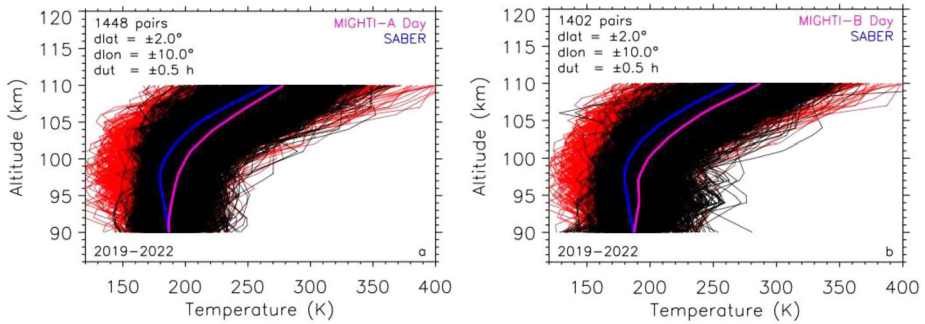 1448 pairs
dlat = ±2.0°
dlon = ±10.0°
dut = ±0.5 h
MIGHTI-A Day
SABER
120
115
110
105
100
95
90
Altitude (km)
2019-2022
a
150 200 250 300 350 400
Temperature (K)
1402 pairs
dlat = ±2.0°
dlon = ±10.0°
dut = ±0.5 h
MIGHTI-B Day
SABER
120
115
110
105
100
95
90
Altitude (km)
2019-2022
b
150 200 250 300 350 400
Temperature (K)